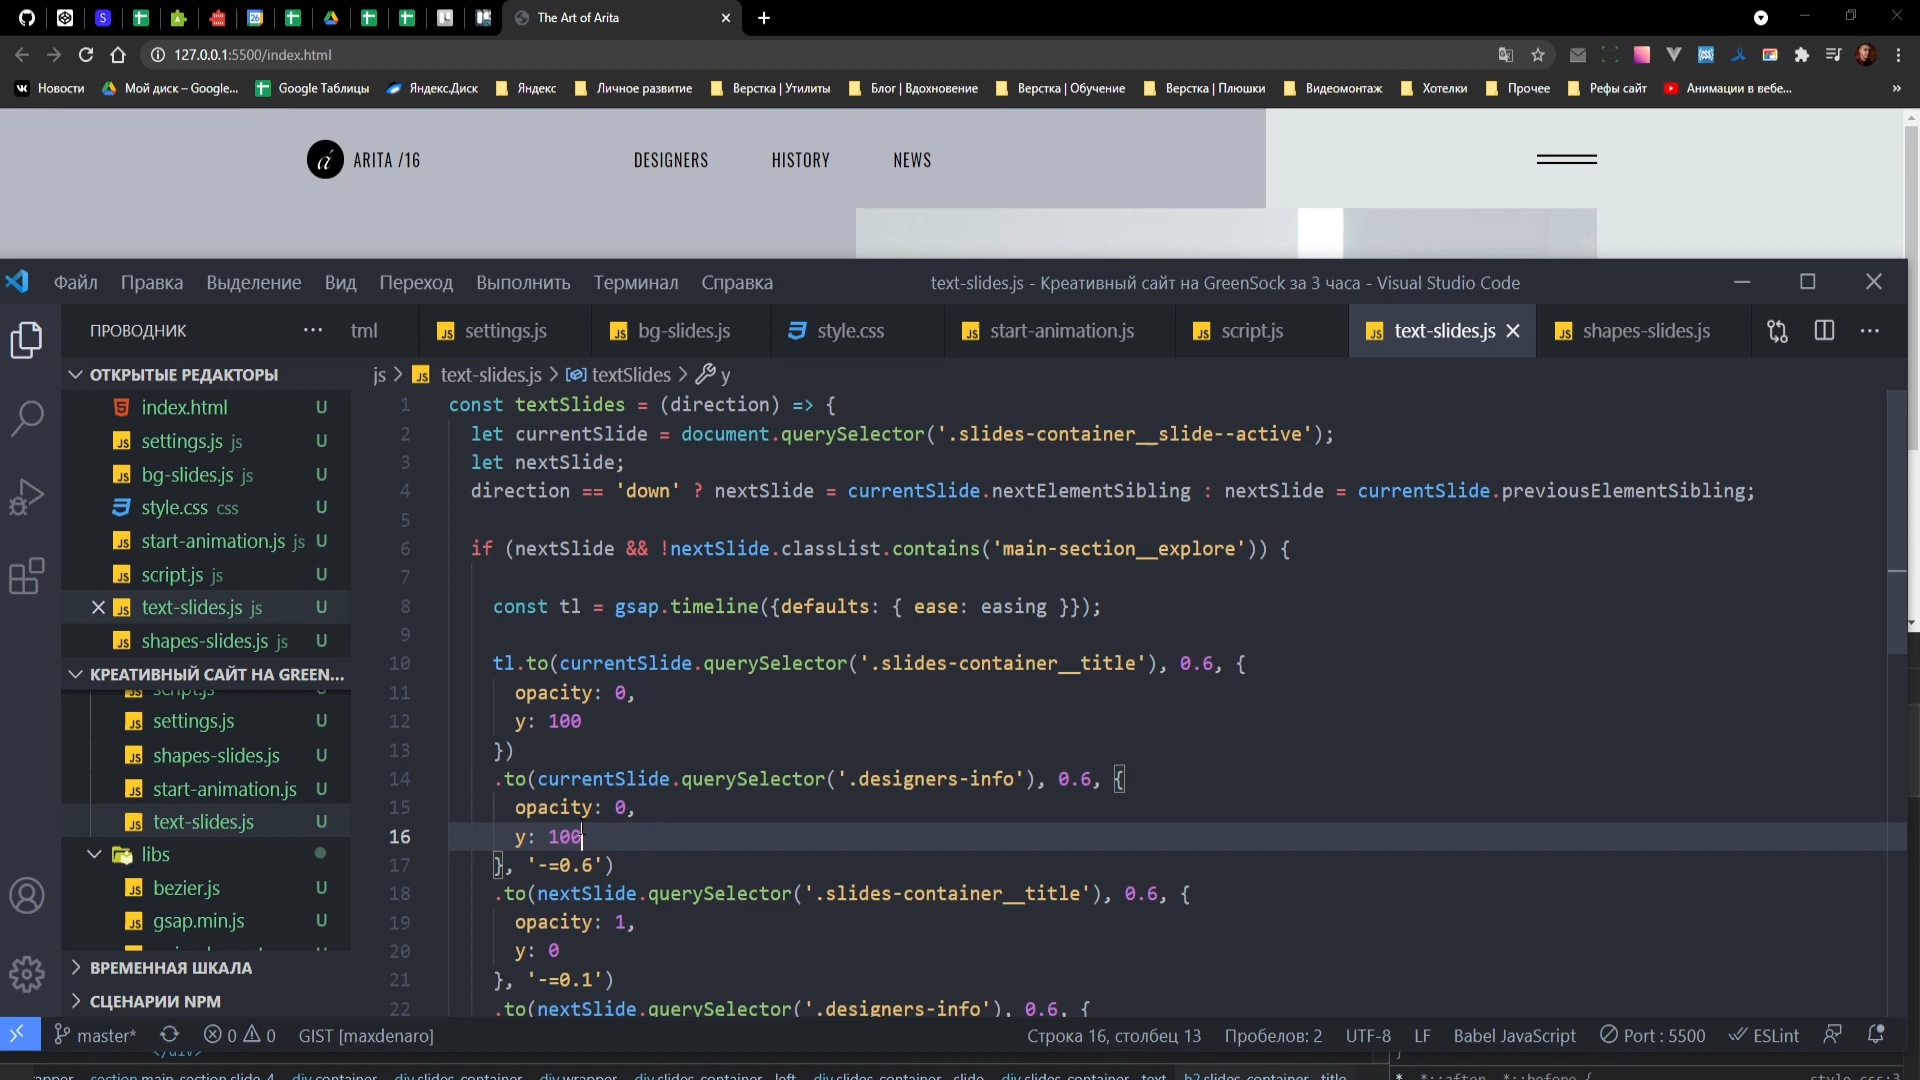 The Art of Arita
127.0.0.1:5500/index.html
Новости
Мой диск – Google...
Google Таблицы
Яндекс.Диск
Яндекс
Личное развитие
Верстка | Утилиты
Блог | Вдохновение
Верстка | Обучение
Верстка | Плюшки
Видеомонтаж
Хотелки
Прочее
Рефы сайт
Анимации в вебе...
»
á ARITA /16
DESIGNERS
HISTORY
NEWS
Файл Правка Выделение Вид Переход Выполнить Терминал Справка
text-slides.js - Креативный сайт на GreenSock за 3 часа - Visual Studio Code
ПРОВОДНИК
tml
settings.js
bg-slides.js
style.css
start-animation.js
script.js
text-slides.js
shapes-slides.js
js > text-slides.js > textSlides > y
ОТКРЫТЫЕ РЕДАКТОРЫ
index.html U
settings.js js U
bg-slides.js js U
style.css css U
start-animation.js js U
script.js js U
text-slides.js js U
shapes-slides.js js U
КРЕАТИВНЫЙ САЙТ НА GREEN...
script.js U
settings.js U
shapes-slides.js U
start-animation.js U
text-slides.js U
libs
bezier.js U
gsap.min.js U
ВРЕМЕННАЯ ШКАЛА
СЦЕНАРИИ NPM
1 const textSlides = (direction) => {
2 let currentSlide = document.querySelector('.slides-container__slide--active');
3 let nextSlide;
4 direction == 'down' ? nextSlide = currentSlide.nextElementSibling : nextSlide = currentSlide.previousElementSibling;
5
6 if (nextSlide && !nextSlide.classList.contains('main-section__explore')) {
7
8 const tl = gsap.timeline({defaults: { ease: easing }});
9
10 tl.to(currentSlide.querySelector('.slides-container__title'), 0.6, {
11 opacity: 0,
12 y: 100
13 })
14 .to(currentSlide.querySelector('.designers-info'), 0.6, {
15 opacity: 0,
16 y: 100
17 }, '-=0.6')
18 .to(nextSlide.querySelector('.slides-container__title'), 0.6, {
19 opacity: 1,
20 y: 0
21 }, '-=0.1')
22 .to(nextSlide.querySelector('.designers-info'), 0.6, {
master* 0 0 GIST [maxdenaro]
Строка 16, столбец 13 Пробелов: 2 UTF-8 LF Babel JavaScript Port : 5500 ESLint